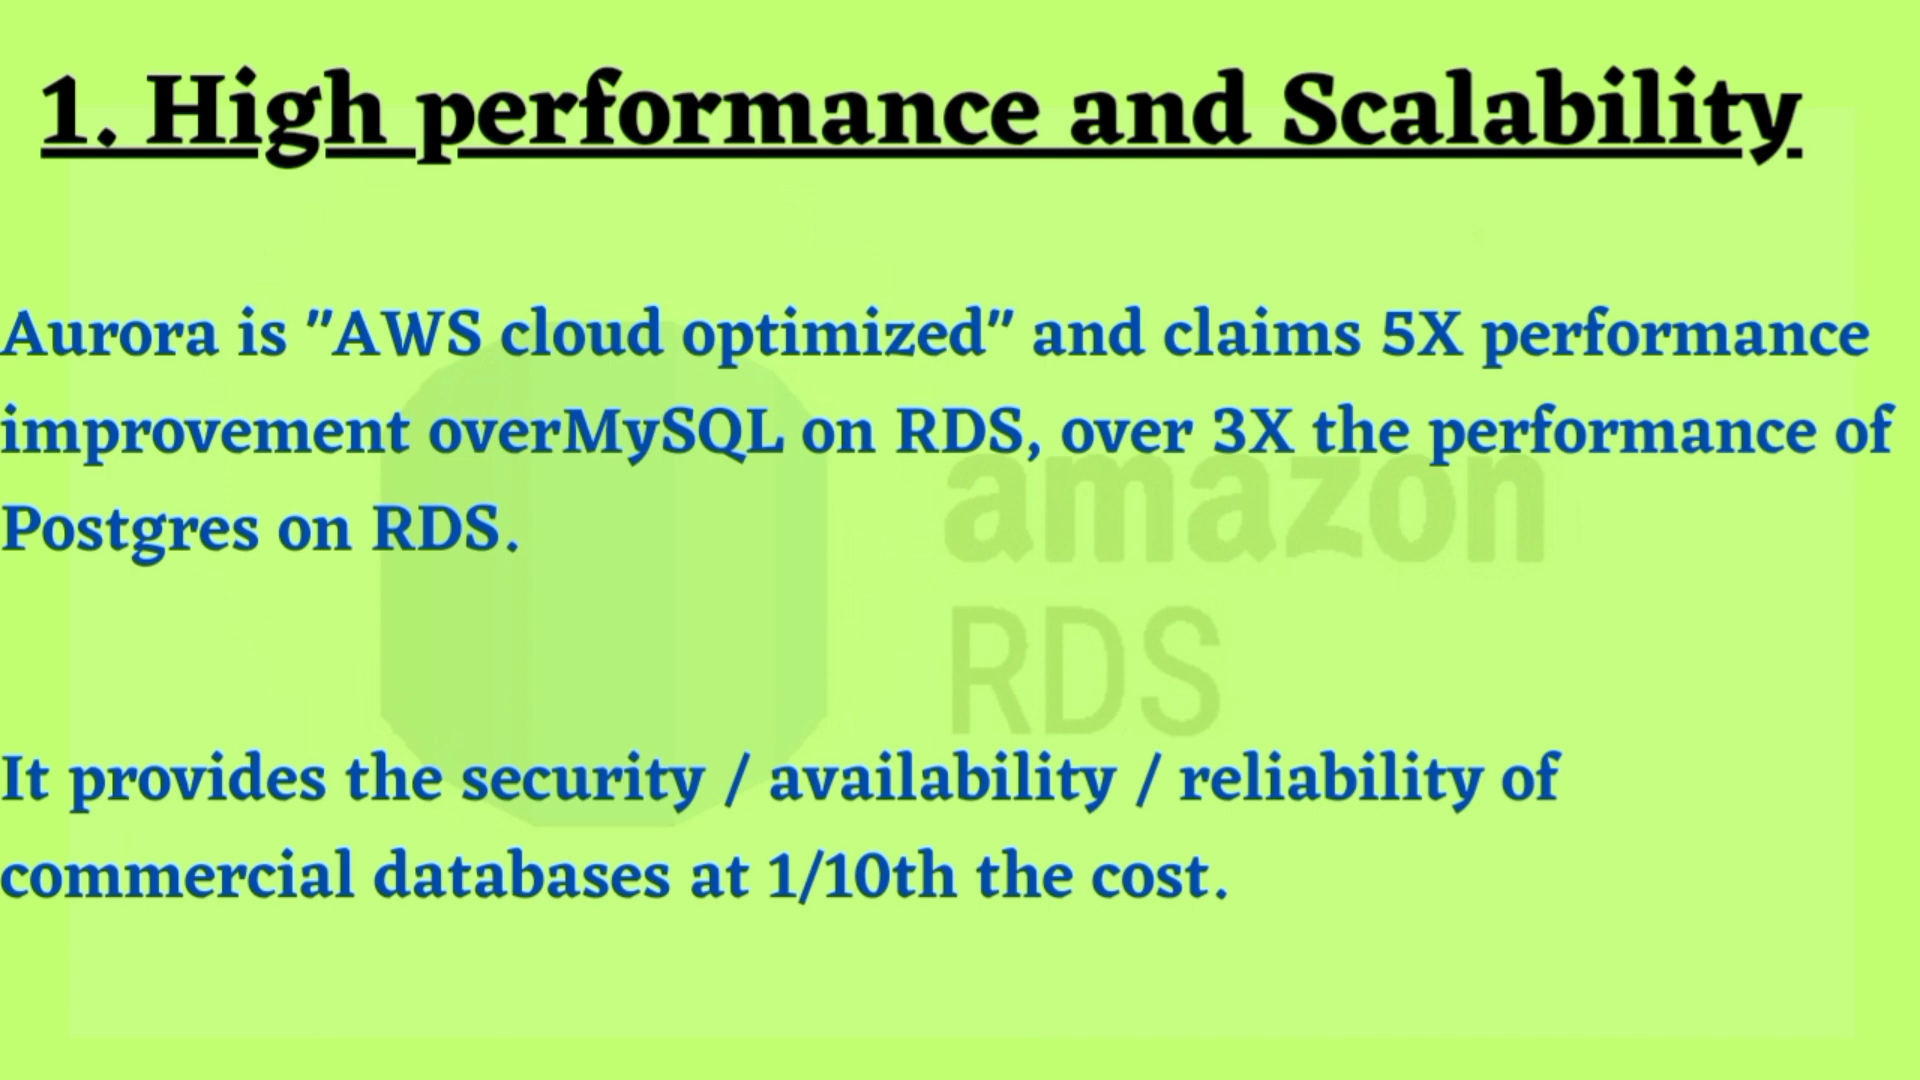 1. High performance and Scalability
Aurora is "AWS cloud optimized" and claims 5X performance
improvement overMySQL on RDS, over 3X the performance of
Postgres on RDS.
amazon
RDS
It provides the security / availability / reliability of
commercial databases at 1/10th the cost.